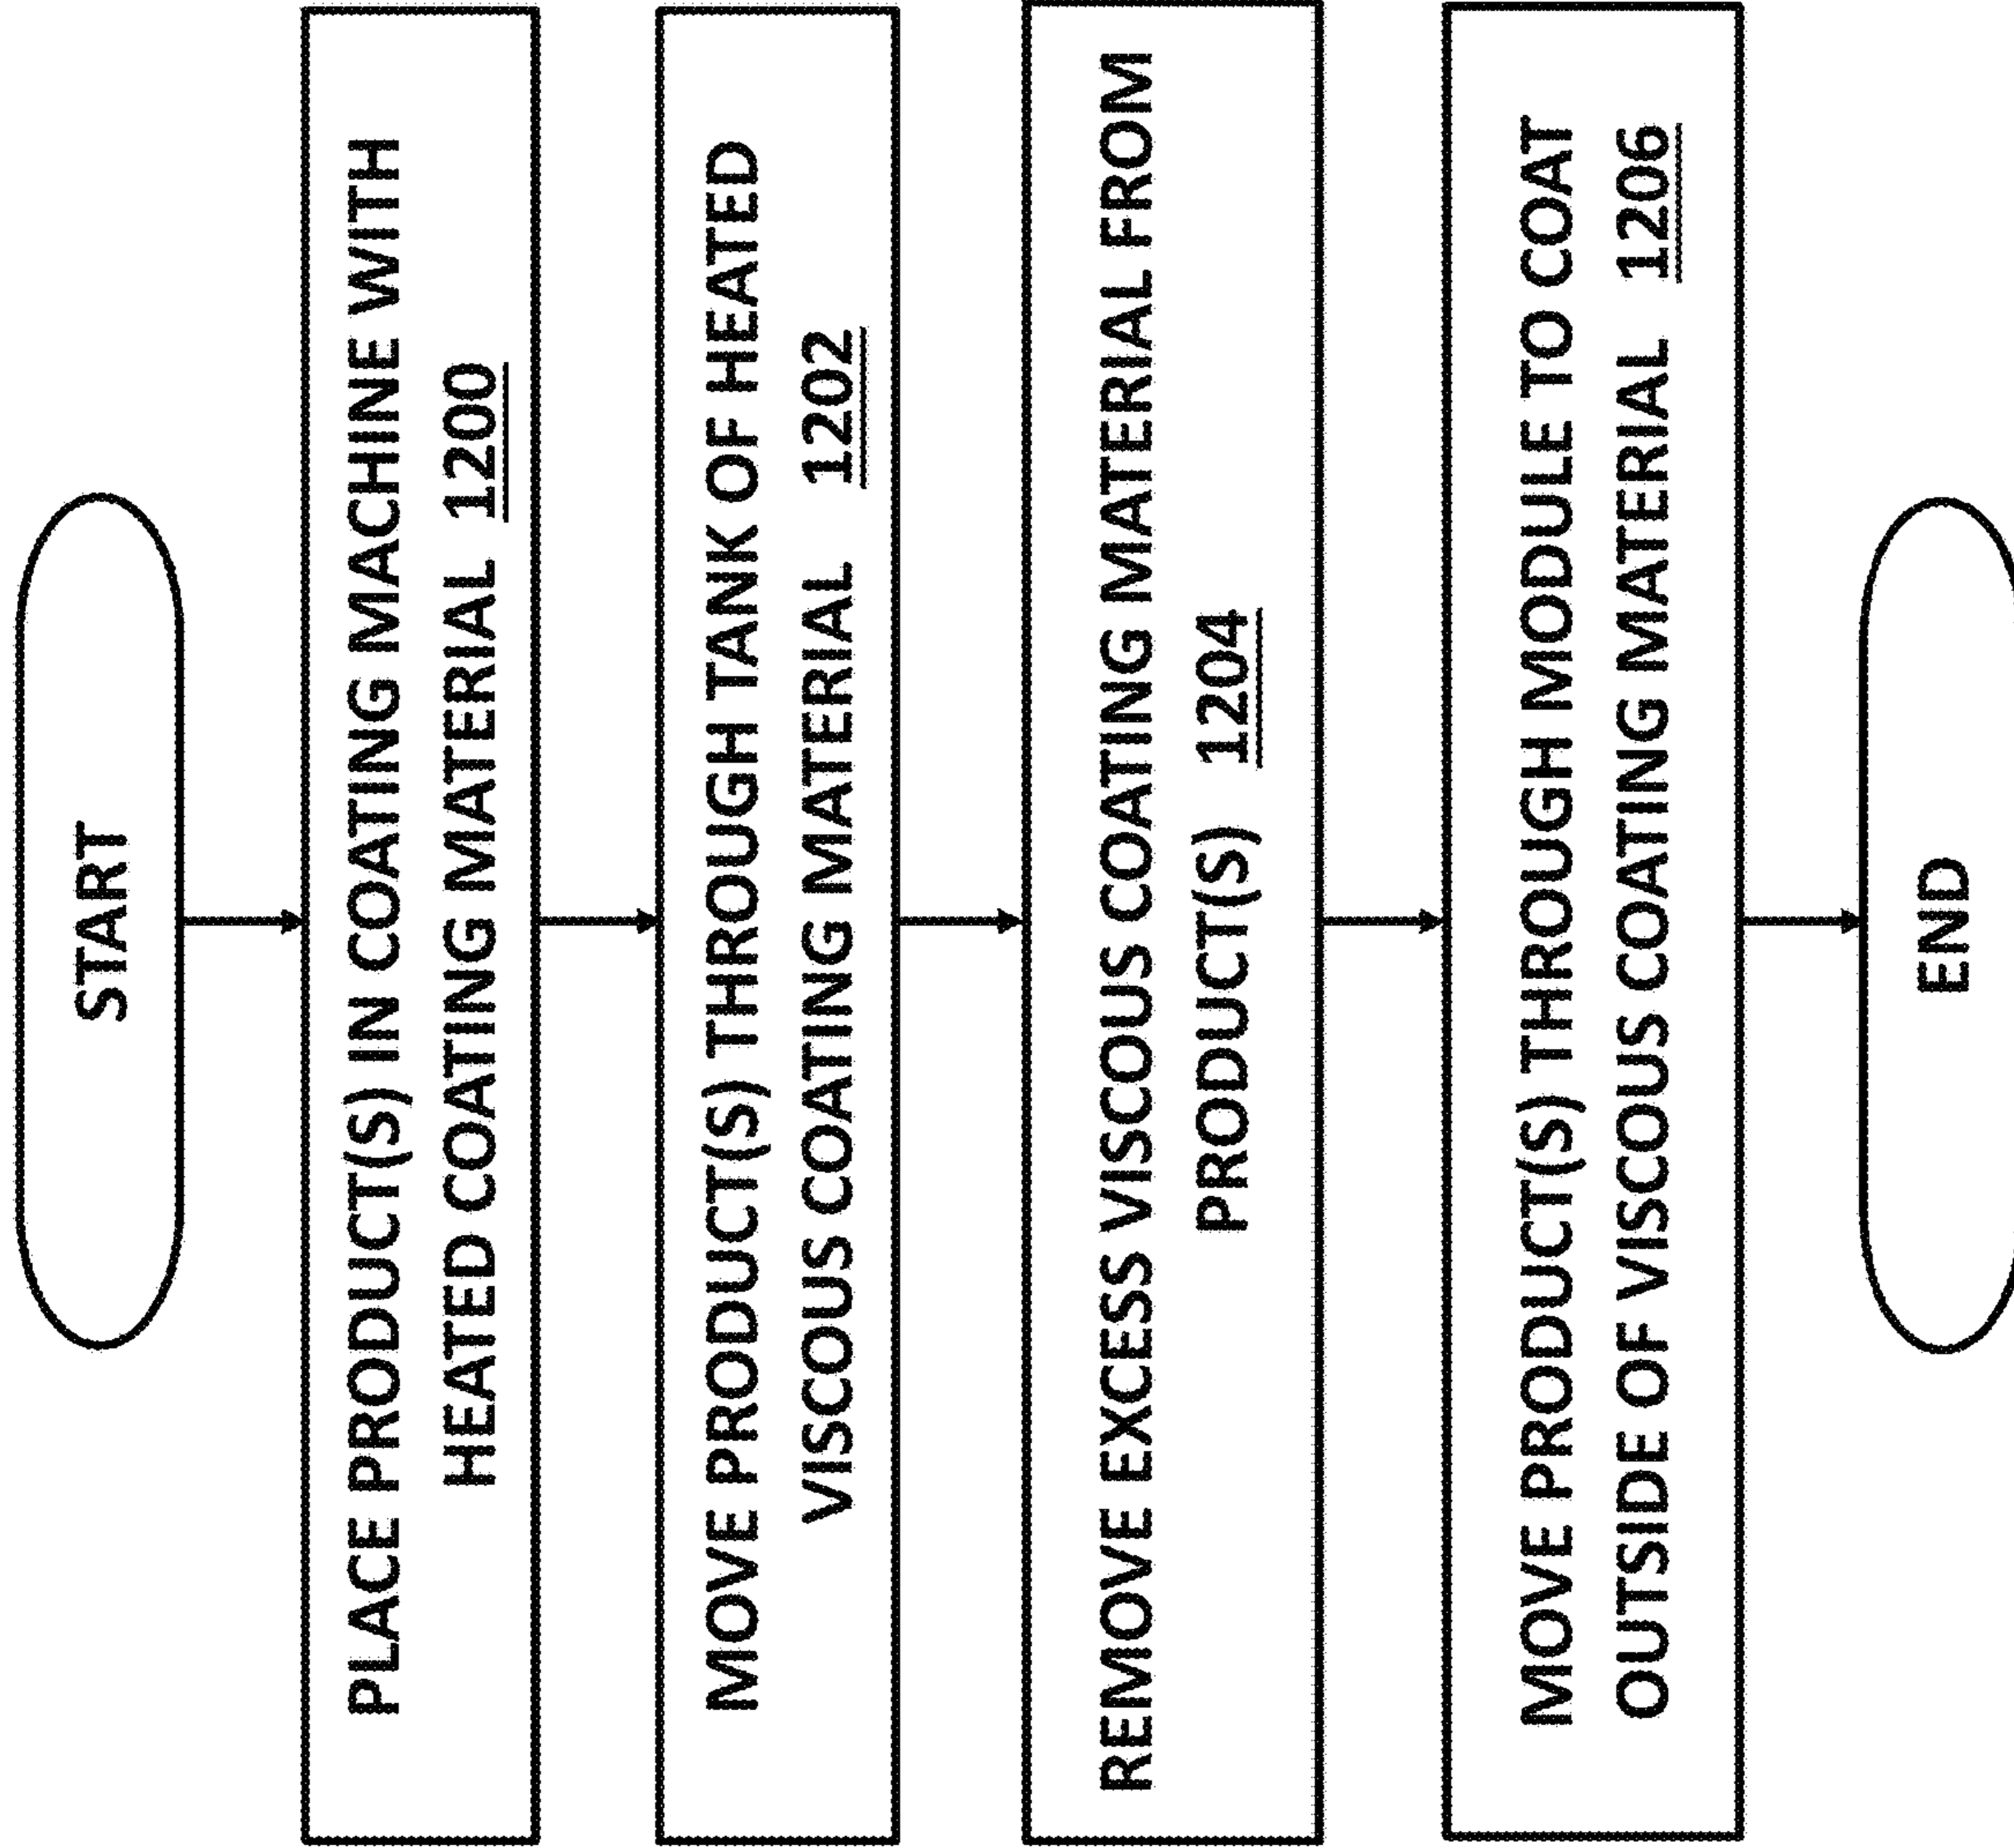 START
PLACE PRODUCT(S) IN COATING MACHINE WITH
HEATED COATING MATERIAL 1200
MOVE PRODUCT(S) THROUGH TANK OF HEATED
VISCOUS COATING MATERIAL 1202
REMOVE EXCESS VISCOUS COATING MATERIAL FROM
PRODUCT(S) 1204
MOVE PRODUCT(S) THROUGH MODULE TO COAT
OUTSIDE OF VISCOUS COATING MATERIAL 1206
END